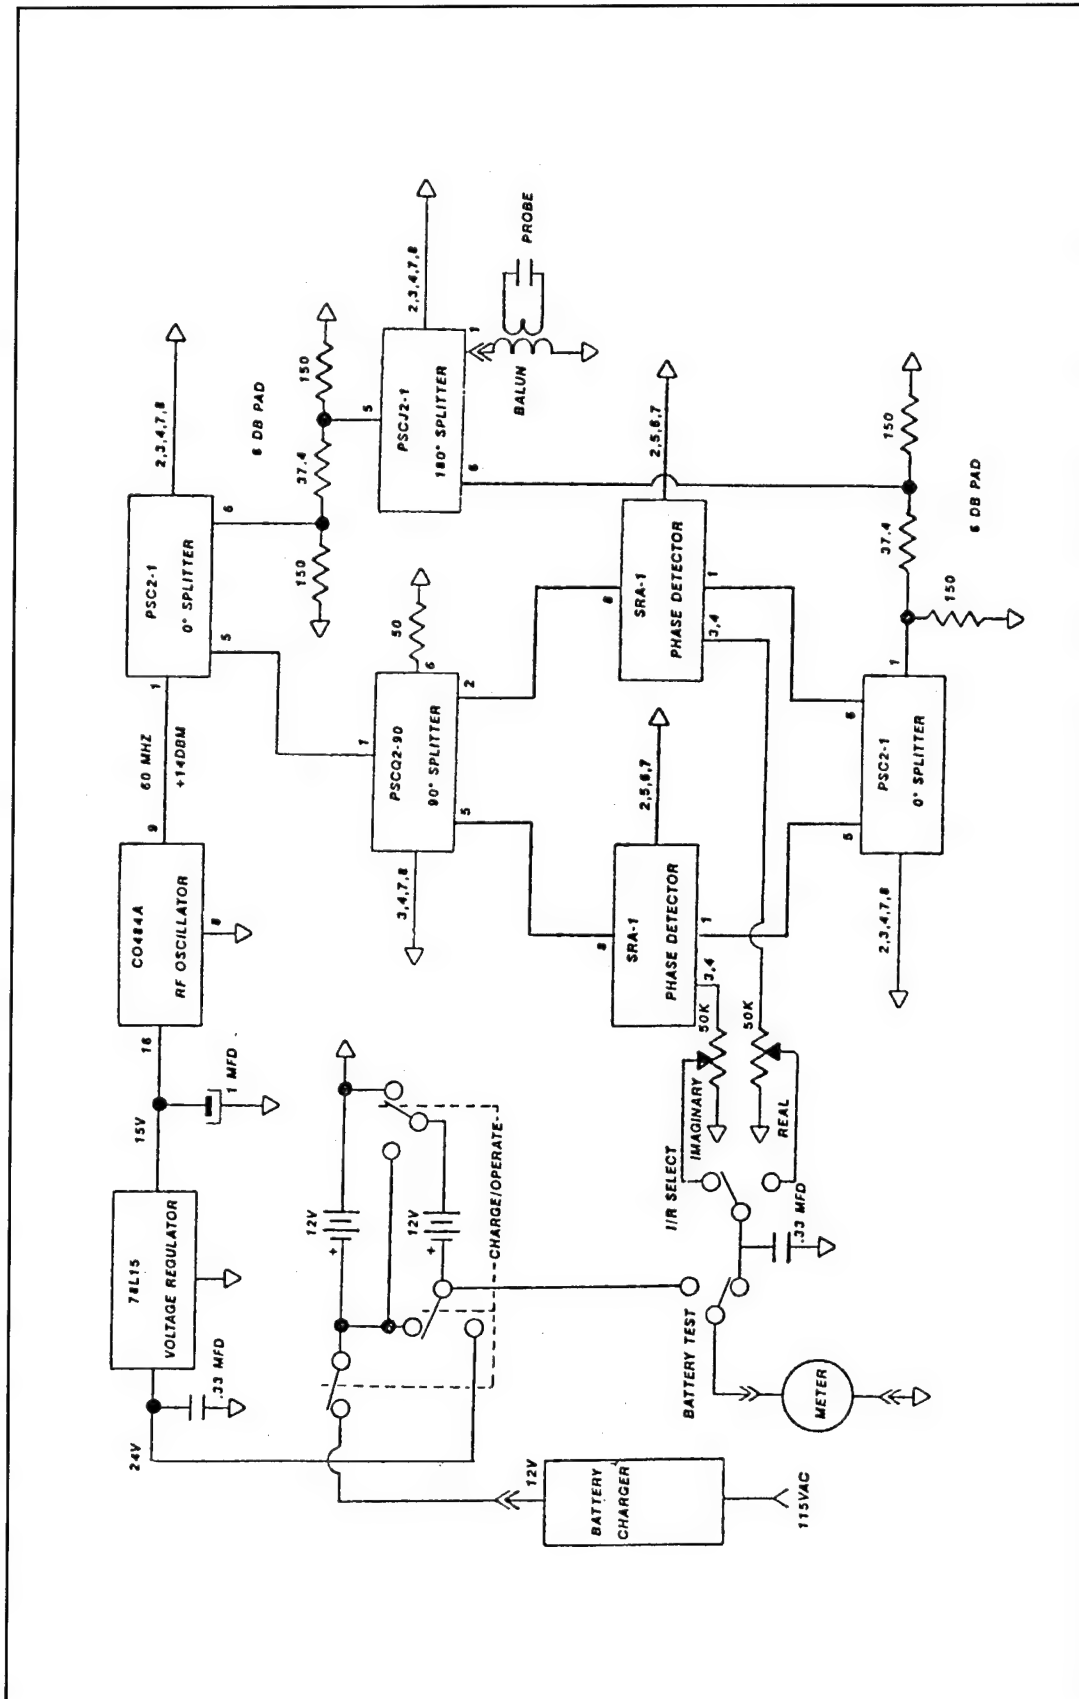 24V
.33 MFD
78L15
VOLTAGE REGULATOR
15V
1 MFD
16
CO484A
RF OSCILLATOR
8
9
60 MHZ
+14DBM
1
PSC2-1
0° SPLITTER
2,3,4,7,8
5
6
150
37.4
150
6 DB PAD
5
PSCJ2-1
180° SPLITTER
2,3,4,7,8
6
1
BALUN
PROBE
1
PSCQ2-90
90° SPLITTER
3,4,7,8
6
50
5
2
12V
+
12V
+
CHARGE/OPERATE
8
SRA-1
PHASE DETECTOR
2,5,6,7
3,4
1
8
SRA-1
PHASE DETECTOR
2,5,6,7
3,4
1
50K
IMAGINARY
50K
REAL
I/R SELECT
.33 MFD
BATTERY TEST
METER
12V
BATTERY
CHARGER
115VAC
5
6
PSC2-1
0° SPLITTER
2,3,4,7,8
1
150
37.4
150
6 DB PAD